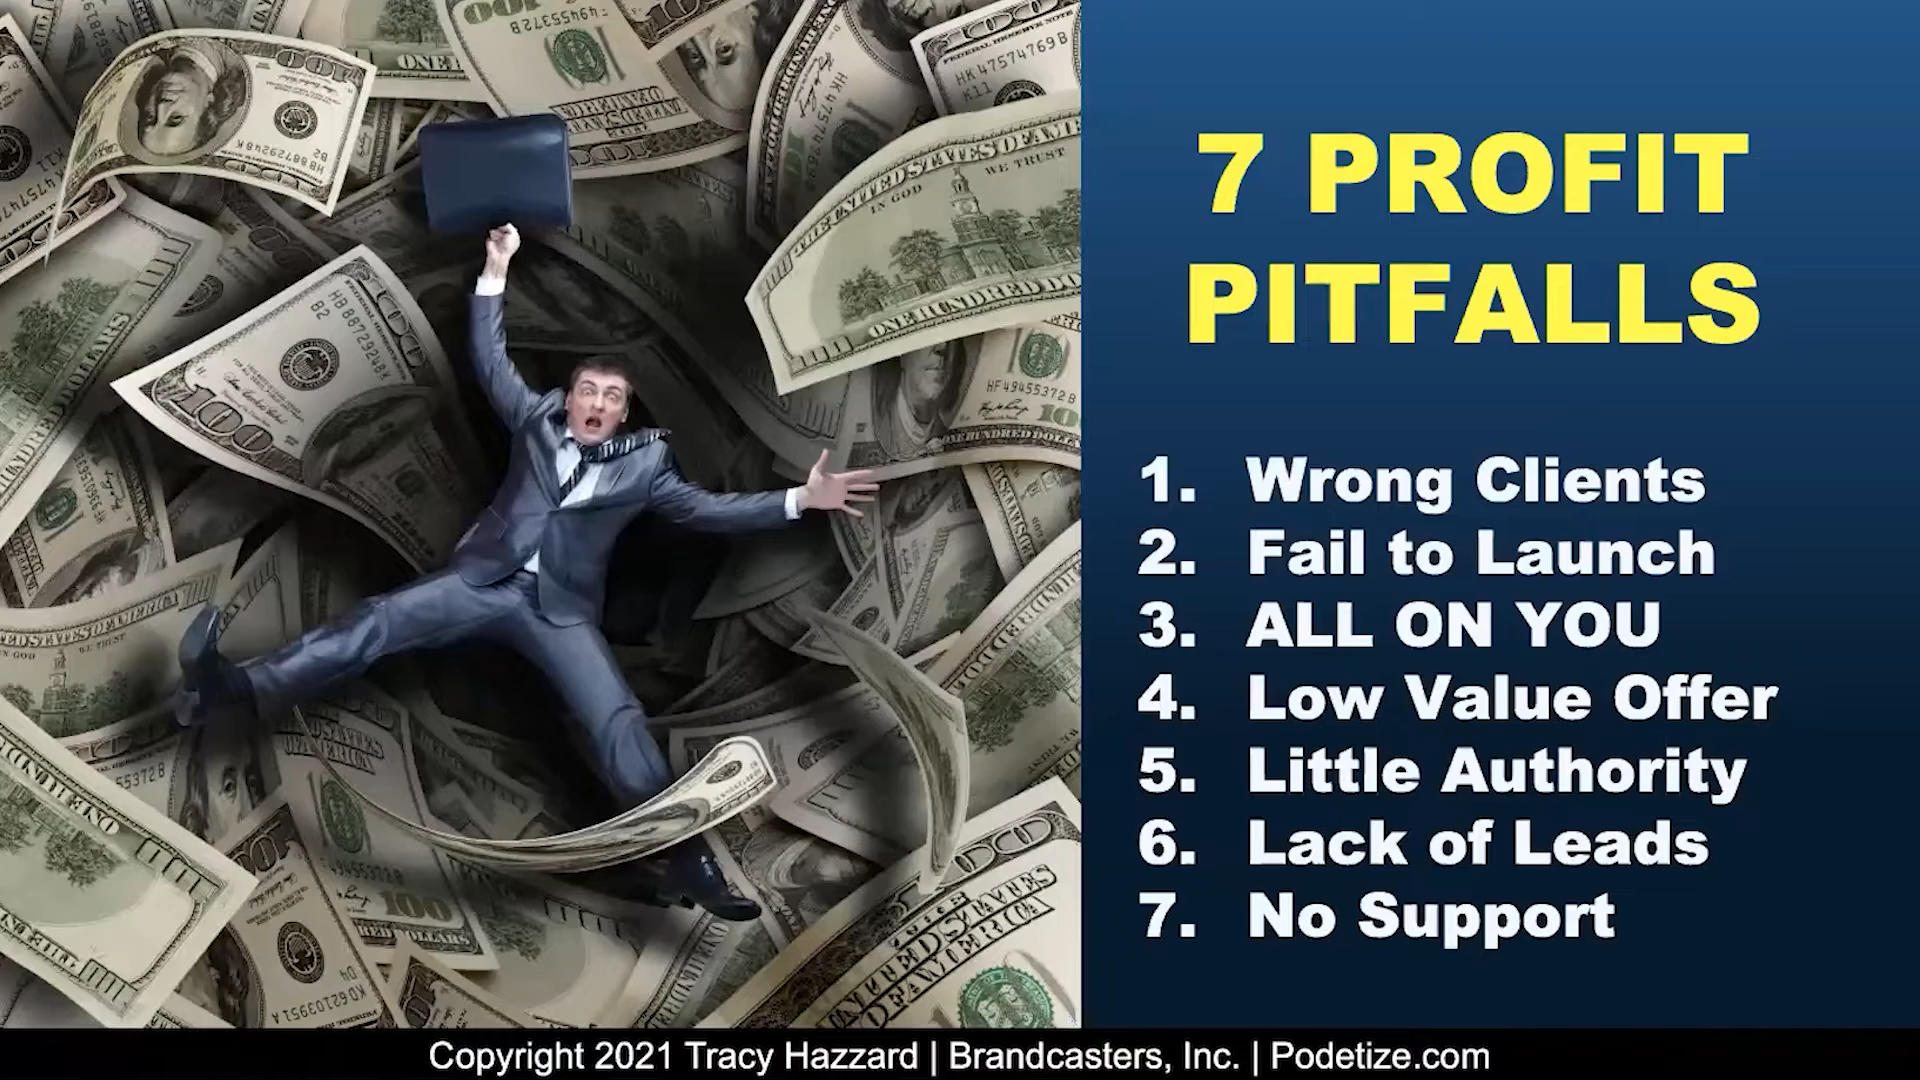 7 PROFIT
PITFALLS
1. Wrong Clients
2. Fail to Launch
3. ALL ON YOU
4. Low Value Offer
5. Little Authority
6. Lack of Leads
7. No Support
Copyright 2021 Tracy Hazzard | Brandcasters, Inc. | Podetize.com